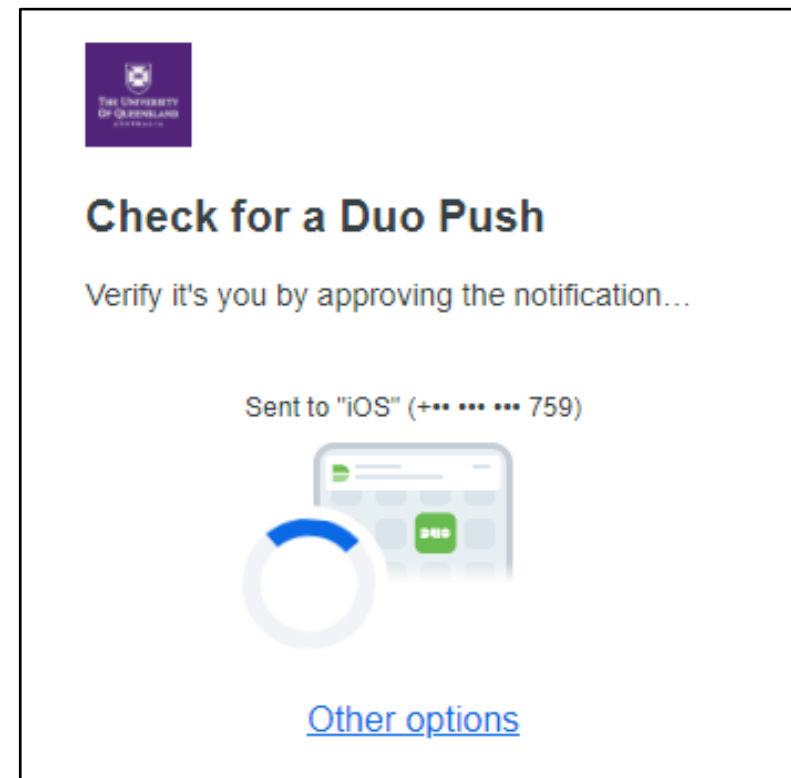 THE UNIVERSITY
OF QUEENSLAND
AUSTRALIA
Check for a Duo Push
Verify it's you by approving the notification...
Sent to "iOS" (+•• ••• ••• 759)
DUO
Other options